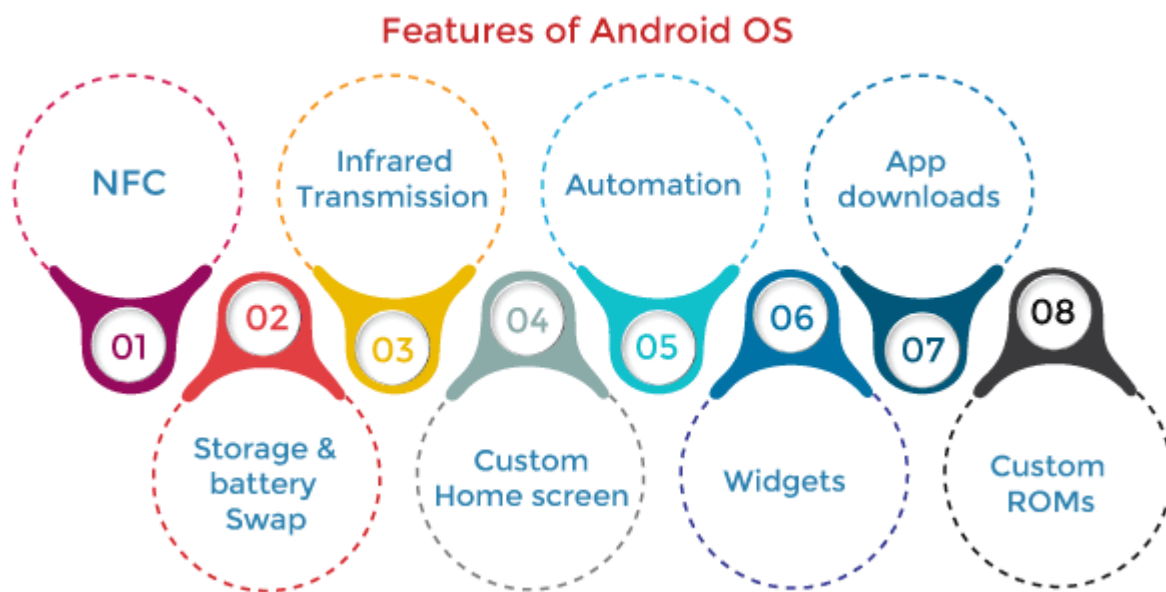 Features of Android OS
01
NFC
02
Storage &
battery
Swap
03
Infrared
Transmission
04
Custom
Home screen
05
Automation
06
Widgets
07
App
downloads
08
Custom
ROMs